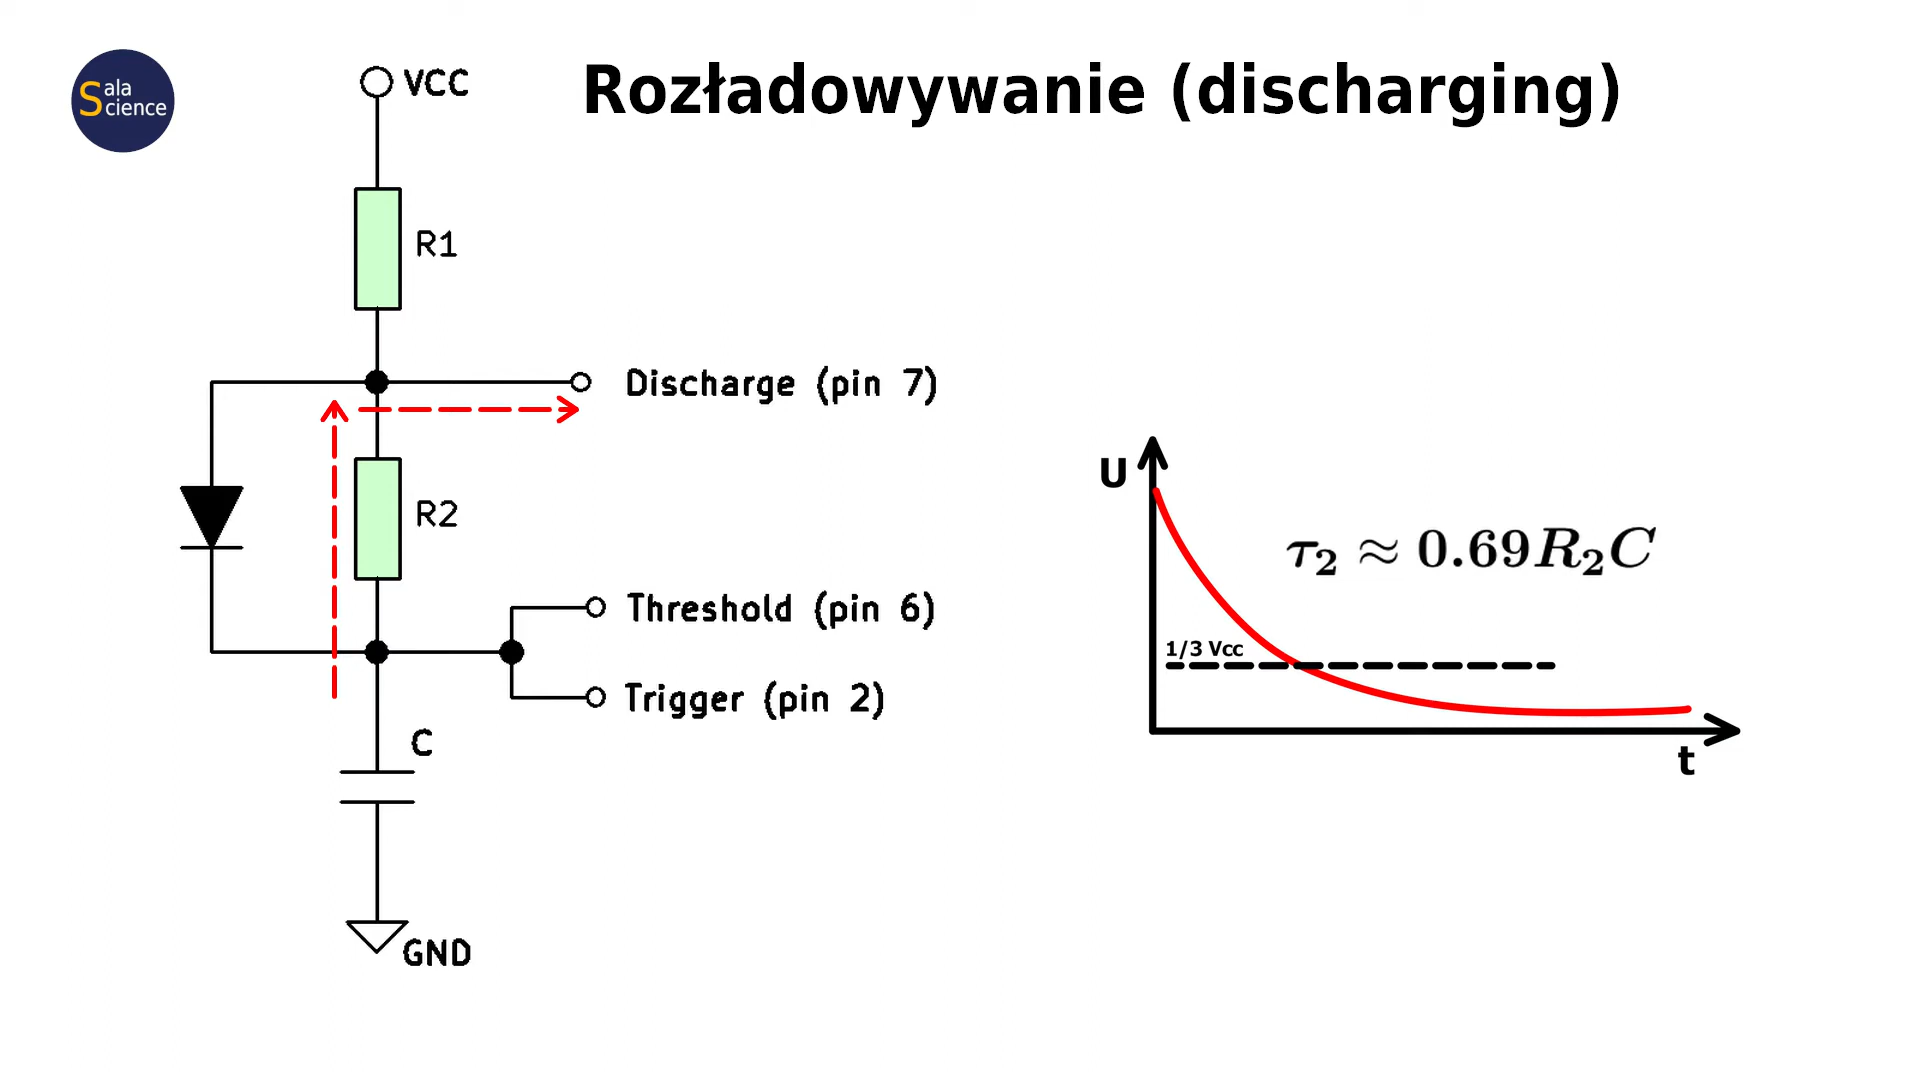 Sala
Science
VCC
Rozładowywanie (discharging)
R1
Discharge (pin 7)
R2
Threshold (pin 6)
Trigger (pin 2)
C
GND
U
τ₂ ≈ 0.69R₂C
1/3 Vcc
t